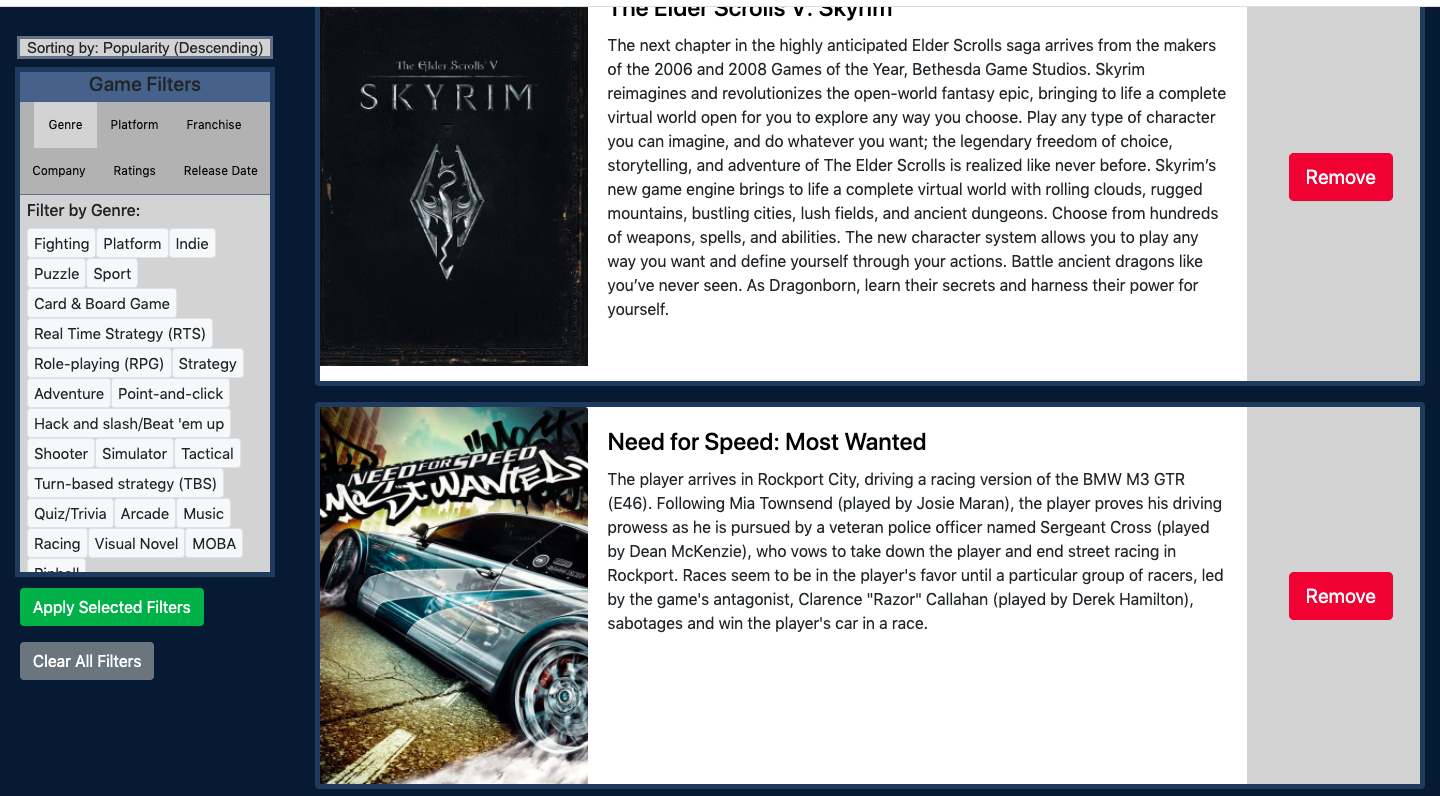 Sorting by: Popularity (Descending)
Game Filters
Genre Platform Franchise
Company Ratings Release Date
Filter by Genre:
Fighting Platform Indie
Puzzle Sport
Card & Board Game
Real Time Strategy (RTS)
Role-playing (RPG) Strategy
Adventure Point-and-click
Hack and slash/Beat 'em up
Shooter Simulator Tactical
Turn-based strategy (TBS)
Quiz/Trivia Arcade Music
Racing Visual Novel MOBA
Pinball
Apply Selected Filters
Clear All Filters
The Elder Scrolls V
SKYRIM
The Elder Scrolls V: Skyrim
The next chapter in the highly anticipated Elder Scrolls saga arrives from the makers
of the 2006 and 2008 Games of the Year, Bethesda Game Studios. Skyrim
reimagines and revolutionizes the open-world fantasy epic, bringing to life a complete
virtual world open for you to explore any way you choose. Play any type of character
you can imagine, and do whatever you want; the legendary freedom of choice,
storytelling, and adventure of The Elder Scrolls is realized like never before. Skyrim’s
new game engine brings to life a complete virtual world with rolling clouds, rugged
mountains, bustling cities, lush fields, and ancient dungeons. Choose from hundreds
of weapons, spells, and abilities. The new character system allows you to play any
way you want and define yourself through your actions. Battle ancient dragons like
you’ve never seen. As Dragonborn, learn their secrets and harness their power for
yourself.
Remove
NEED FOR SPEED
MOST WANTED
Need for Speed: Most Wanted
The player arrives in Rockport City, driving a racing version of the BMW M3 GTR
(E46). Following Mia Townsend (played by Josie Maran), the player proves his driving
prowess as he is pursued by a veteran police officer named Sergeant Cross (played
by Dean McKenzie), who vows to take down the player and end street racing in
Rockport. Races seem to be in the player's favor until a particular group of racers, led
by the game's antagonist, Clarence "Razor" Callahan (played by Derek Hamilton),
sabotages and win the player's car in a race.
Remove